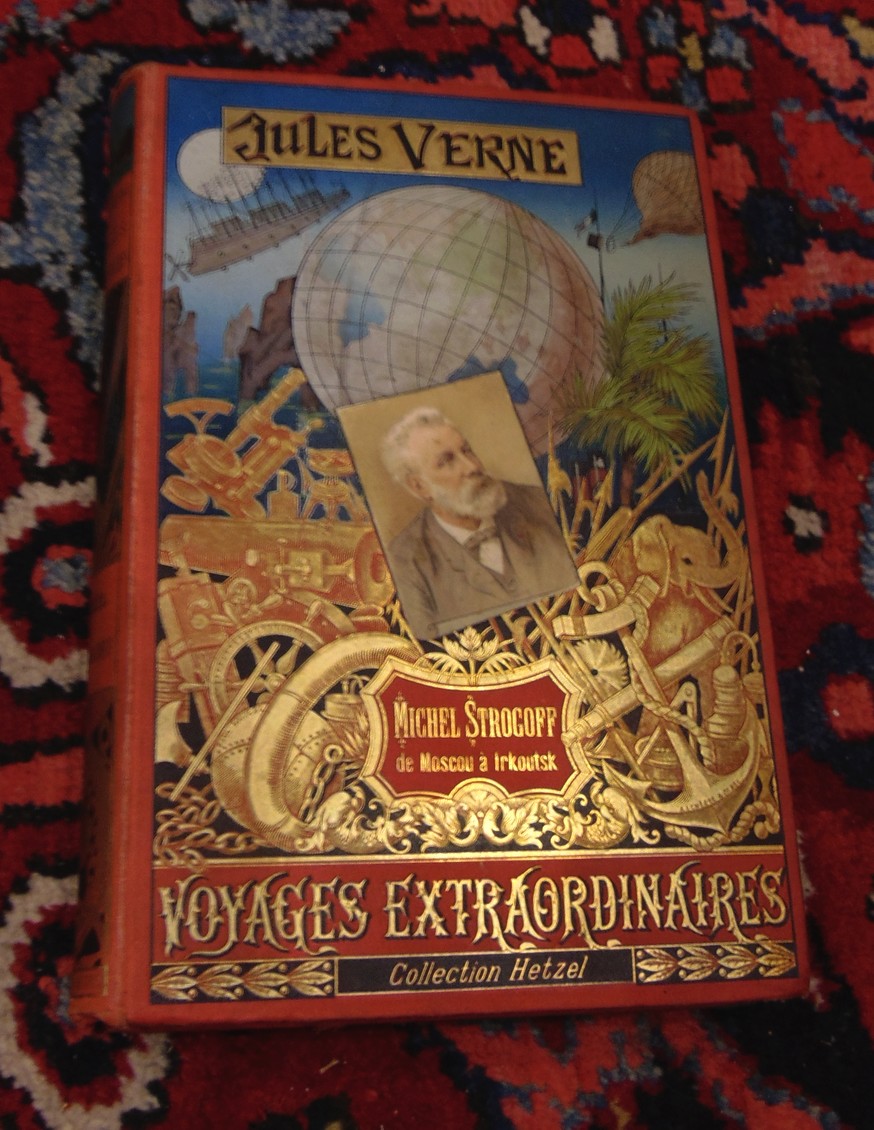 JULES VERNE
MICHEL STROGOFF
de Moscou à Irkoutsk
VOYAGES EXTRAORDINAIRES
Collection Hetzel